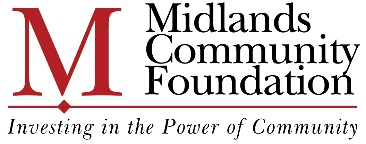 M
Midlands
Community
Foundation
Investing in the Power of Community